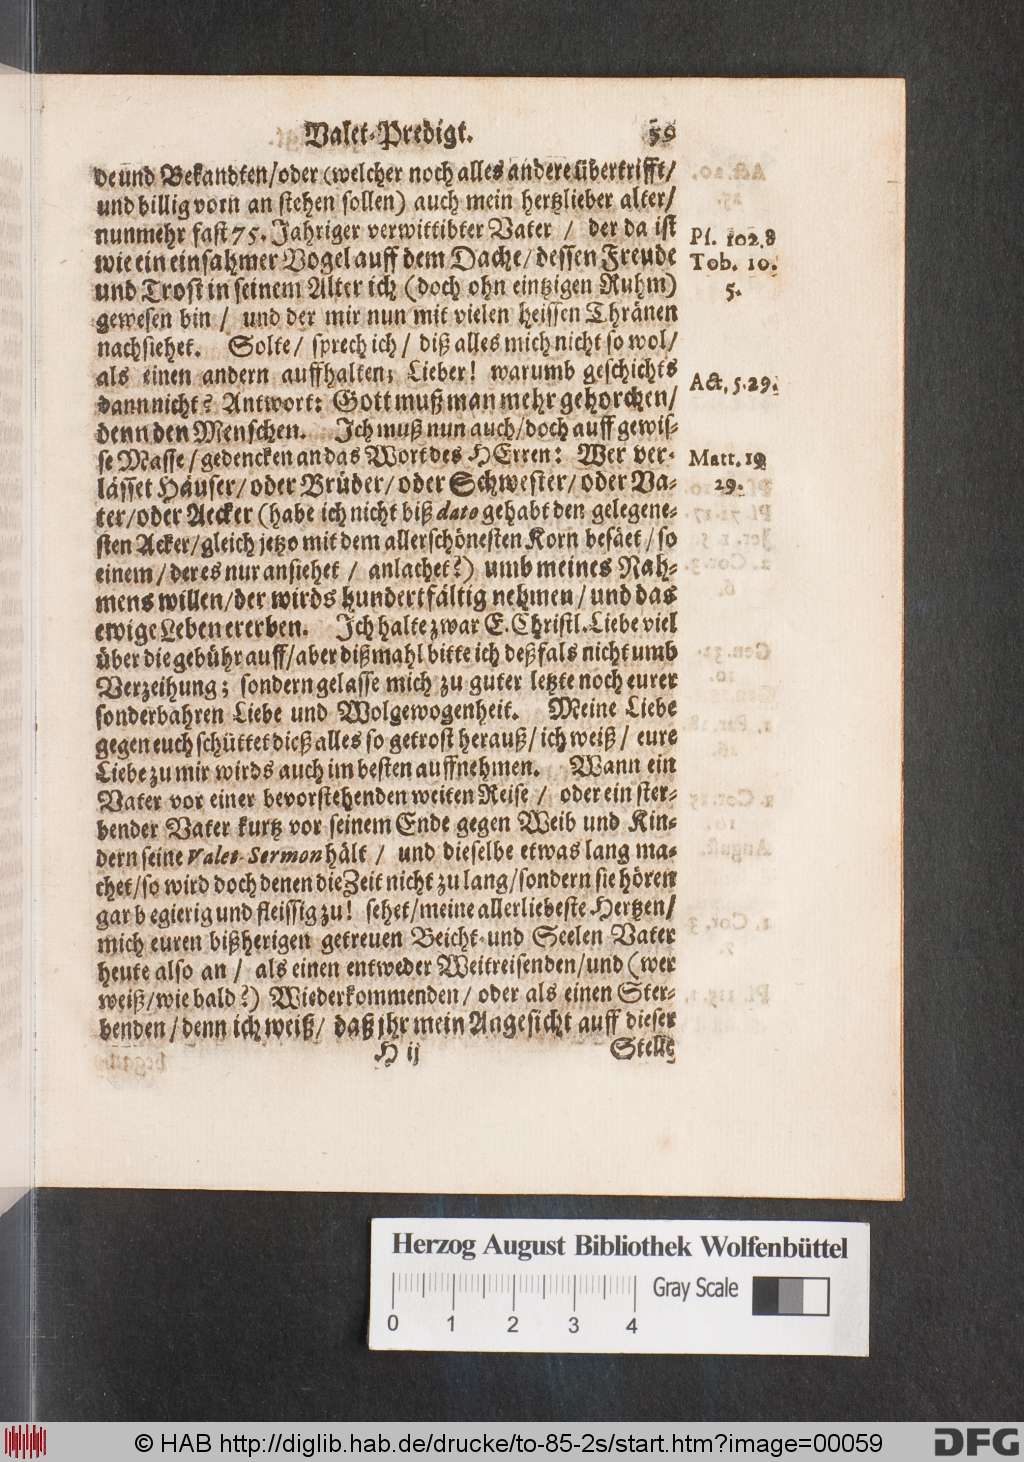 Valet-Predigt. 59
de und Bekandten/oder (welcher noch alles andere übertrifft/
und billig vorn an stehen sollen) auch mein hertzlieber alter/
nunmehr fast 75. Jahriger verwittibter Vater / der da ist
Ps. 102.8
wie ein einsahmer Vogel auff dem Dache/ dessen Freude
Tob. 10.
und Trost in seinem Alter ich (doch ohn eintzigen Ruhm)
5.
gewesen bin / und der mir nun mit vielen heissen Thränen
nachsiehet. Solte/ sprech ich/ diß alles mich nicht so wol/
als einen andern auffhalten; Lieber! warumb geschichts
Act. 5.29.
dann nicht? Antwort: Gott muß man mehr gehorchen/
denn den Menschen. Ich muß nun auch/doch auff gewis-
se Masse/gedencken an das Wort des HErren: Wer ver-
Matt. 19
lässet Häuser/oder Brüder/oder Schwester/oder Va-
29.
ter/oder Aecker (habe ich nicht biß dato gehabt den gelegene-
sten Acker/gleich jetzo mit dem allerschönesten Korn besäet/so
einem/der es nur ansiehet / anlachet?) umb meines Nah-
mens willen/der wirds hundertfältig nehmen/und das
ewige Leben ererben. Ich halte zwar E. Christl. Liebe viel
über die gebühr auff/aber dißmahl bitte ich deßfals nicht umb
Verzeihung; sondern gelasse mich zu guter letzte noch eurer
sonderbahren Liebe und Wolgewogenheit. Meine Liebe
gegen euch schüttet dieß alles so getrost herauß/ich weiß/ eure
Liebe zu mir wirds auch im besten auffnehmen. Wann ein
Vater vor einer bevorstehenden weiten Reise / oder ein ster-
bender Vater kurtz vor seinem Ende gegen Weib und Kin-
dern seine Valet-Sermon hält / und dieselbe etwas lang ma-
chet/so wird doch denen die Zeit nicht zu lang/sondern sie hören
gar begierig und fleissig zu! sehet/meine allerliebeste Hertzen/
mich euren bißherigen getreuen Beicht- und Seelen Vater
heute also an / als einen entweder Weitreisenden/und (wer
weiß/wie bald?) Wiederkommenden/ oder als einen Ster-
benden/denn ich weiß/ daß jhr mein Angesicht auff dieser
H ij Stelle
Herzog August Bibliothek Wolfenbüttel
Gray Scale
0 1 2 3 4
© HAB http://diglib.hab.de/drucke/to-85-2s/start.htm?image=00059
DFG